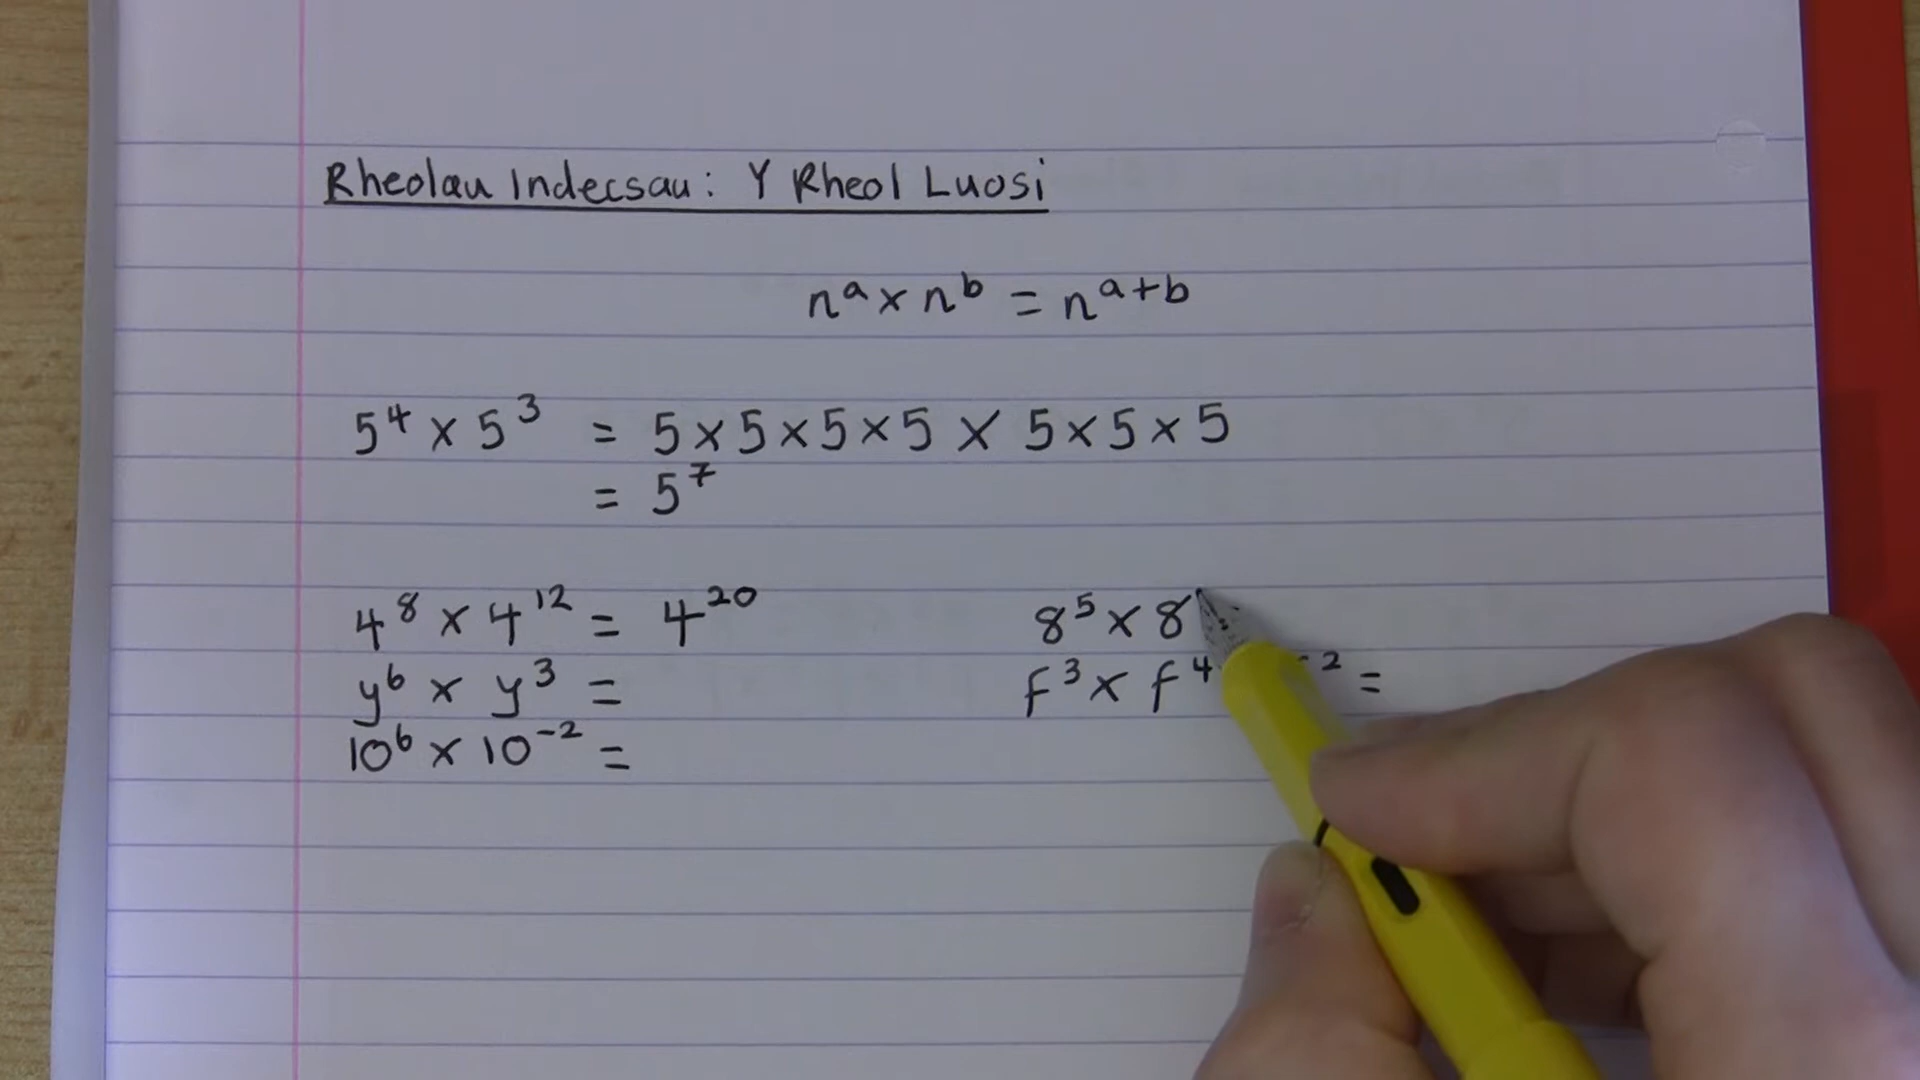 Rheolau Indecsau: Y Rheol Luosi
nᵃ × nᵇ = nᵃ⁺ᵇ
5⁴ × 5³ = 5 × 5 × 5 × 5 × 5 × 5 × 5
= 5⁷
4⁸ × 4¹² = 4²⁰
8⁵ × 8
y⁶ × y³ =
f³ × f⁴ ⁻² =
10⁶ × 10⁻² =